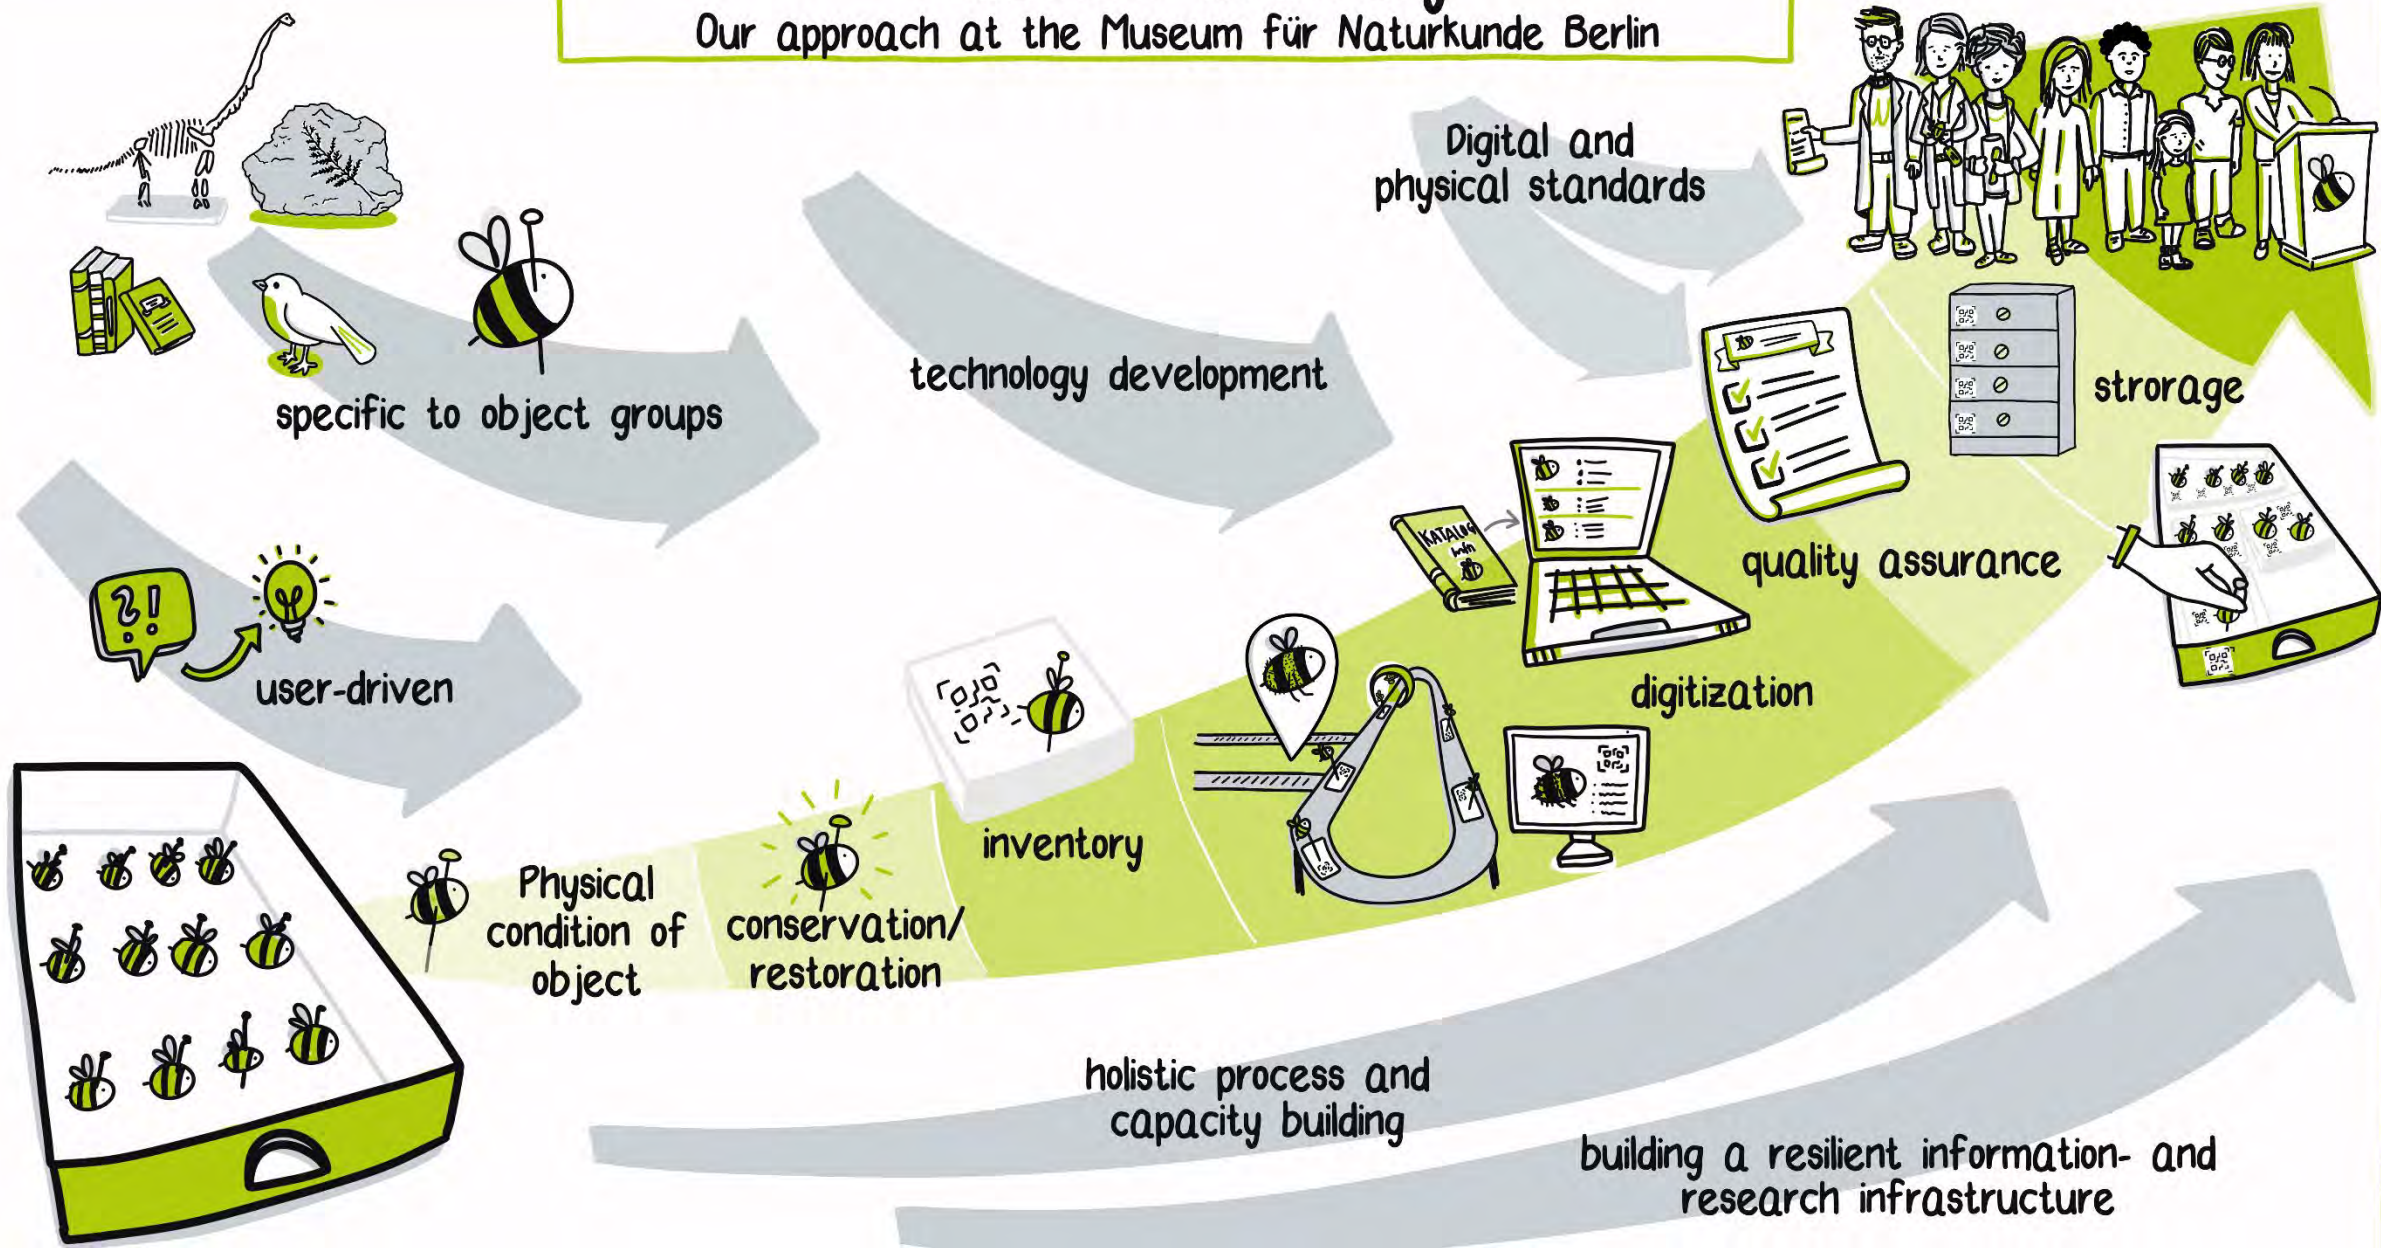 Our approach at the Museum für Naturkunde Berlin
Digital and
physical standards
specific to object groups
technology development
strorage
KATALOG
mfn
quality assurance
?!
user-driven
digitization
inventory
Physical
condition of
object
conservation/
restoration
holistic process and
capacity building
building a resilient information- and
research infrastructure